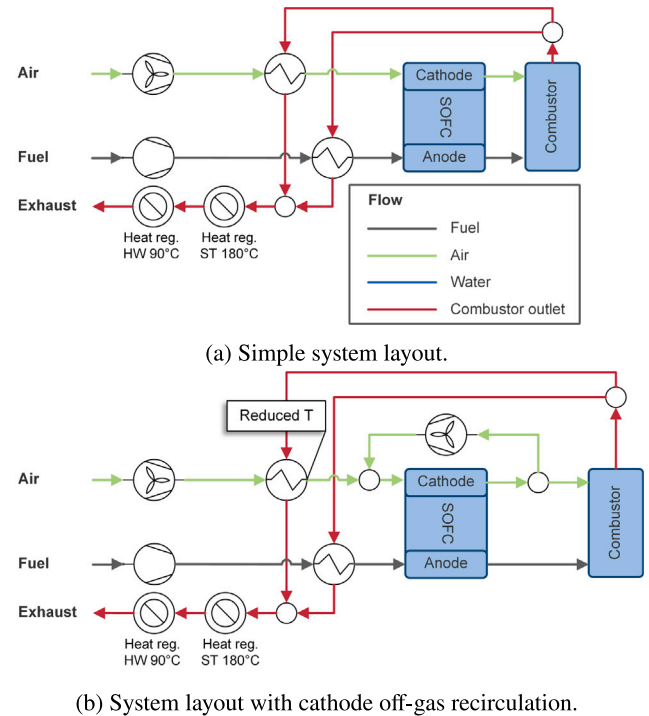 Air
Cathode
SOFC
Combustor
Fuel
Anode
Exhaust
Heat reg.
HW 90°C
Heat reg.
ST 180°C
Flow
Fuel
Air
Water
Combustor outlet
(a) Simple system layout.
Reduced T
Air
Cathode
SOFC
Combustor
Fuel
Anode
Exhaust
Heat reg.
HW 90°C
Heat reg.
ST 180°C
(b) System layout with cathode off-gas recirculation.